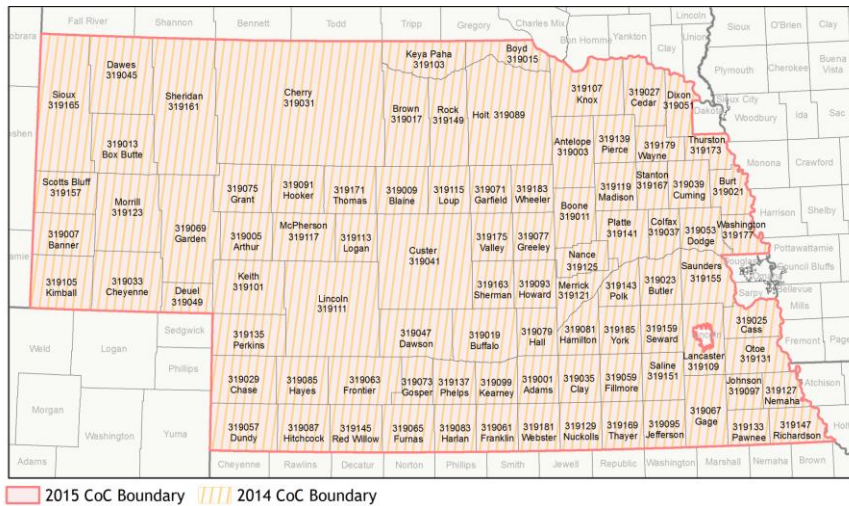 Fall River
Shannon
Bennett
Todd
Tripp
Gregory
Charles Mix
Bon Homme
Yankton
Clay
Union
Lincoln
Sioux
O'Brien
Clay
obrara
Plymouth
Cherokee
Buena
Vista
Sioux City
Woodbury
Ida
Sac
Dakota
Monona
Crawford
Harrison
Shelby
Pottawattamie
Council Bluffs
Douglas
Sarpy
Bellevue
Mills
Fremont
Page
Atchison
Holt
oshen
amie
Sioux
319165
Dawes
319045
Sheridan
319161
Cherry
319031
Keya Paha
319103
Boyd
319015
Brown
319017
Rock
319149
Holt 319089
319107
Knox
319027
Cedar
Dixon
319051
319013
Box Butte
Antelope
319003
319139
Pierce
319179
Wayne
Thurston
319173
Scotts Bluff
319157
Morrill
319123
319075
Grant
319091
Hooker
319171
Thomas
319009
Blaine
319115
Loup
319071
Garfield
319183
Wheeler
Boone
319011
319119
Madison
Stanton
319167
319039
Cuming
Burt
319021
319007
Banner
319069
Garden
319005
Arthur
McPherson
319117
319113
Logan
Custer
319041
319175
Valley
319077
Greeley
Nance
319125
Platte
319141
Colfax
319037
319053
Dodge
Washington
319177
319105
Kimball
319033
Cheyenne
Deuel
319049
Keith
319101
Lincoln
319111
319163
Sherman
319093
Howard
Merrick
319121
319143
Polk
319023
Butler
Saunders
319155
319135
Perkins
319047
Dawson
319019
Buffalo
319079
Hall
319081
Hamilton
319185
York
319159
Seward
Lancaster
319109
319025
Cass
Otoe
319131
319029
Chase
319085
Hayes
319063
Frontier
319073
Gosper
319137
Phelps
319099
Kearney
319001
Adams
319035
Clay
319059
Fillmore
Saline
319151
319067
Gage
Johnson
319097
319127
Nemaha
319057
Dundy
319087
Hitchcock
319145
Red Willow
319065
Furnas
319083
Harlan
319061
Franklin
319181
Webster
319129
Nuckolls
319169
Thayer
319095
Jefferson
319133
Pawnee
319147
Richardson
Weld
Logan
Sedgwick
Phillips
Morgan
Washington
Yuma
Adams
Cheyenne
Rawlins
Decatur
Norton
Phillips
Smith
Jewell
Republic
Washington
Marshall
Nemaha
Brown
2015 CoC Boundary
2014 CoC Boundary